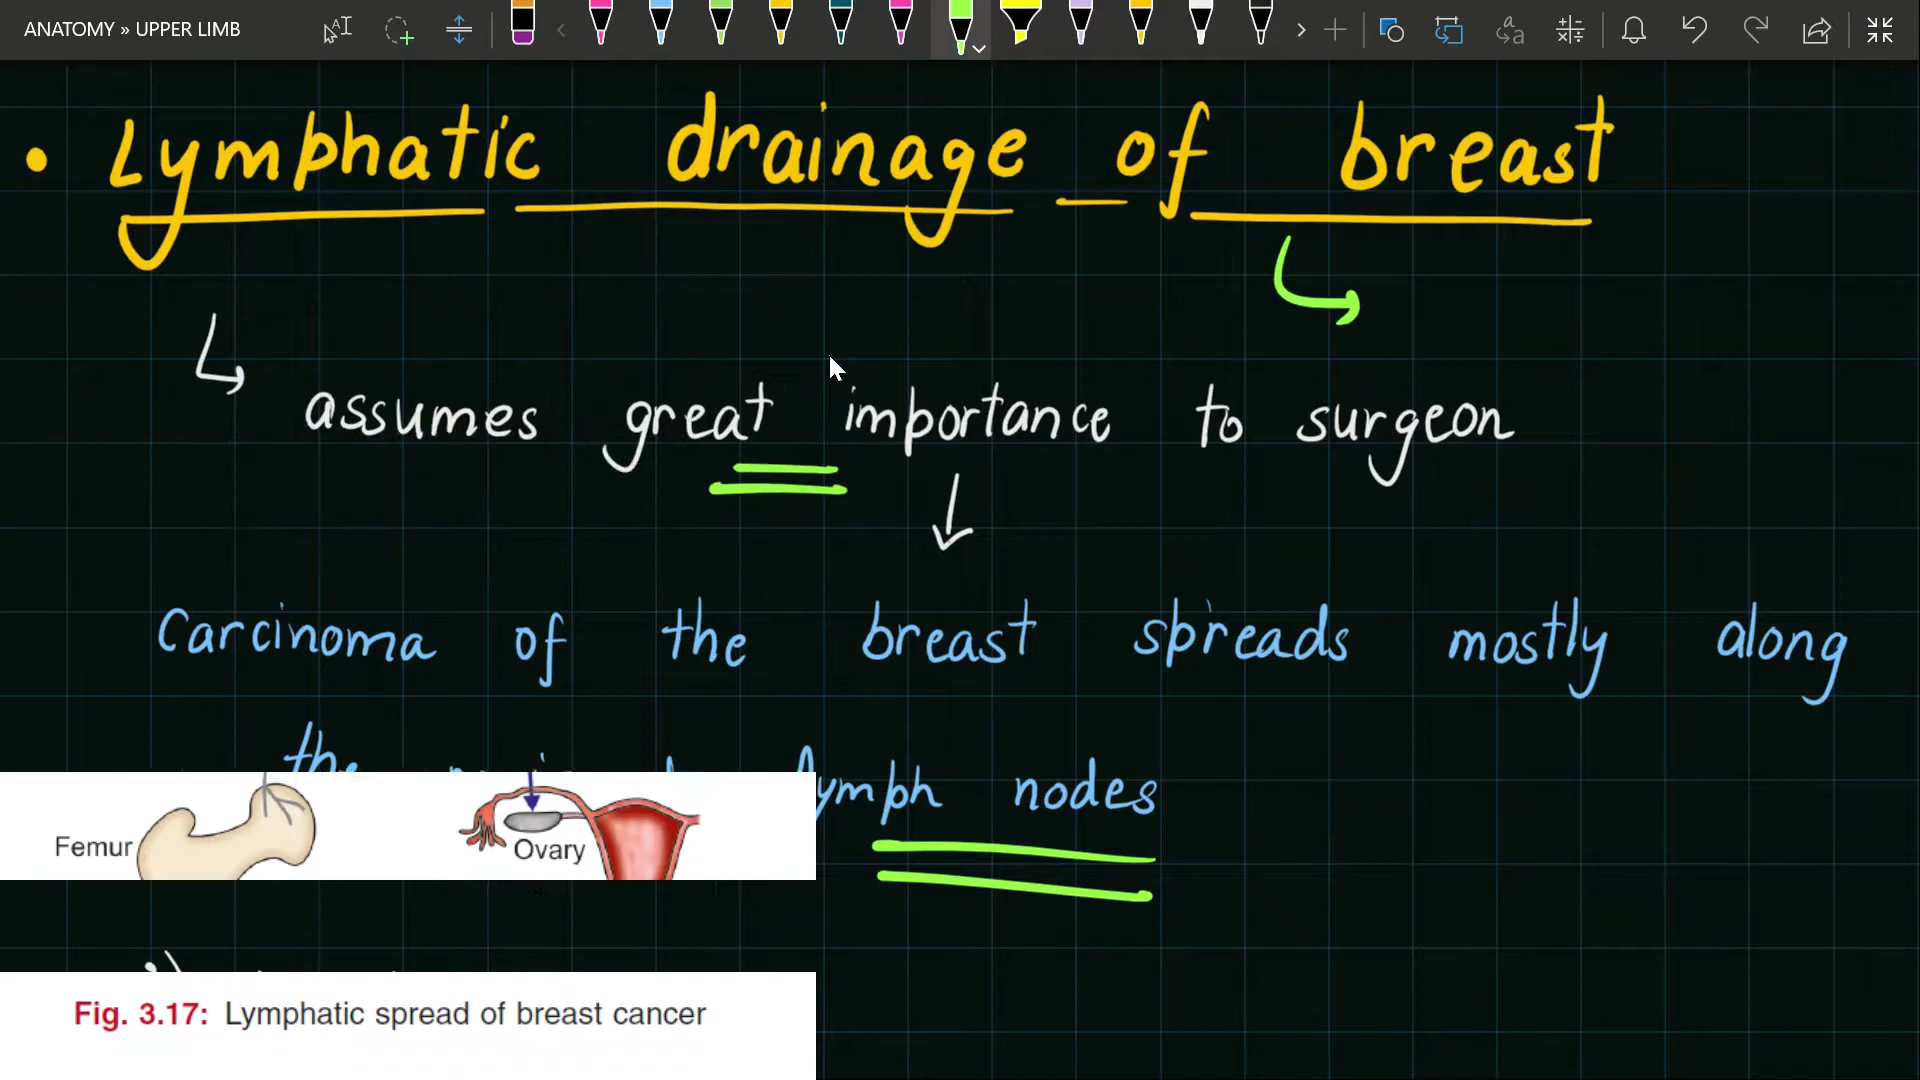 ANATOMY » UPPER LIMB
• Lymphatic drainage of breast
assumes great importance to surgeon
Carcinoma of the breast spreads mostly along
the lymph nodes
Femur
Ovary
Fig. 3.17: Lymphatic spread of breast cancer